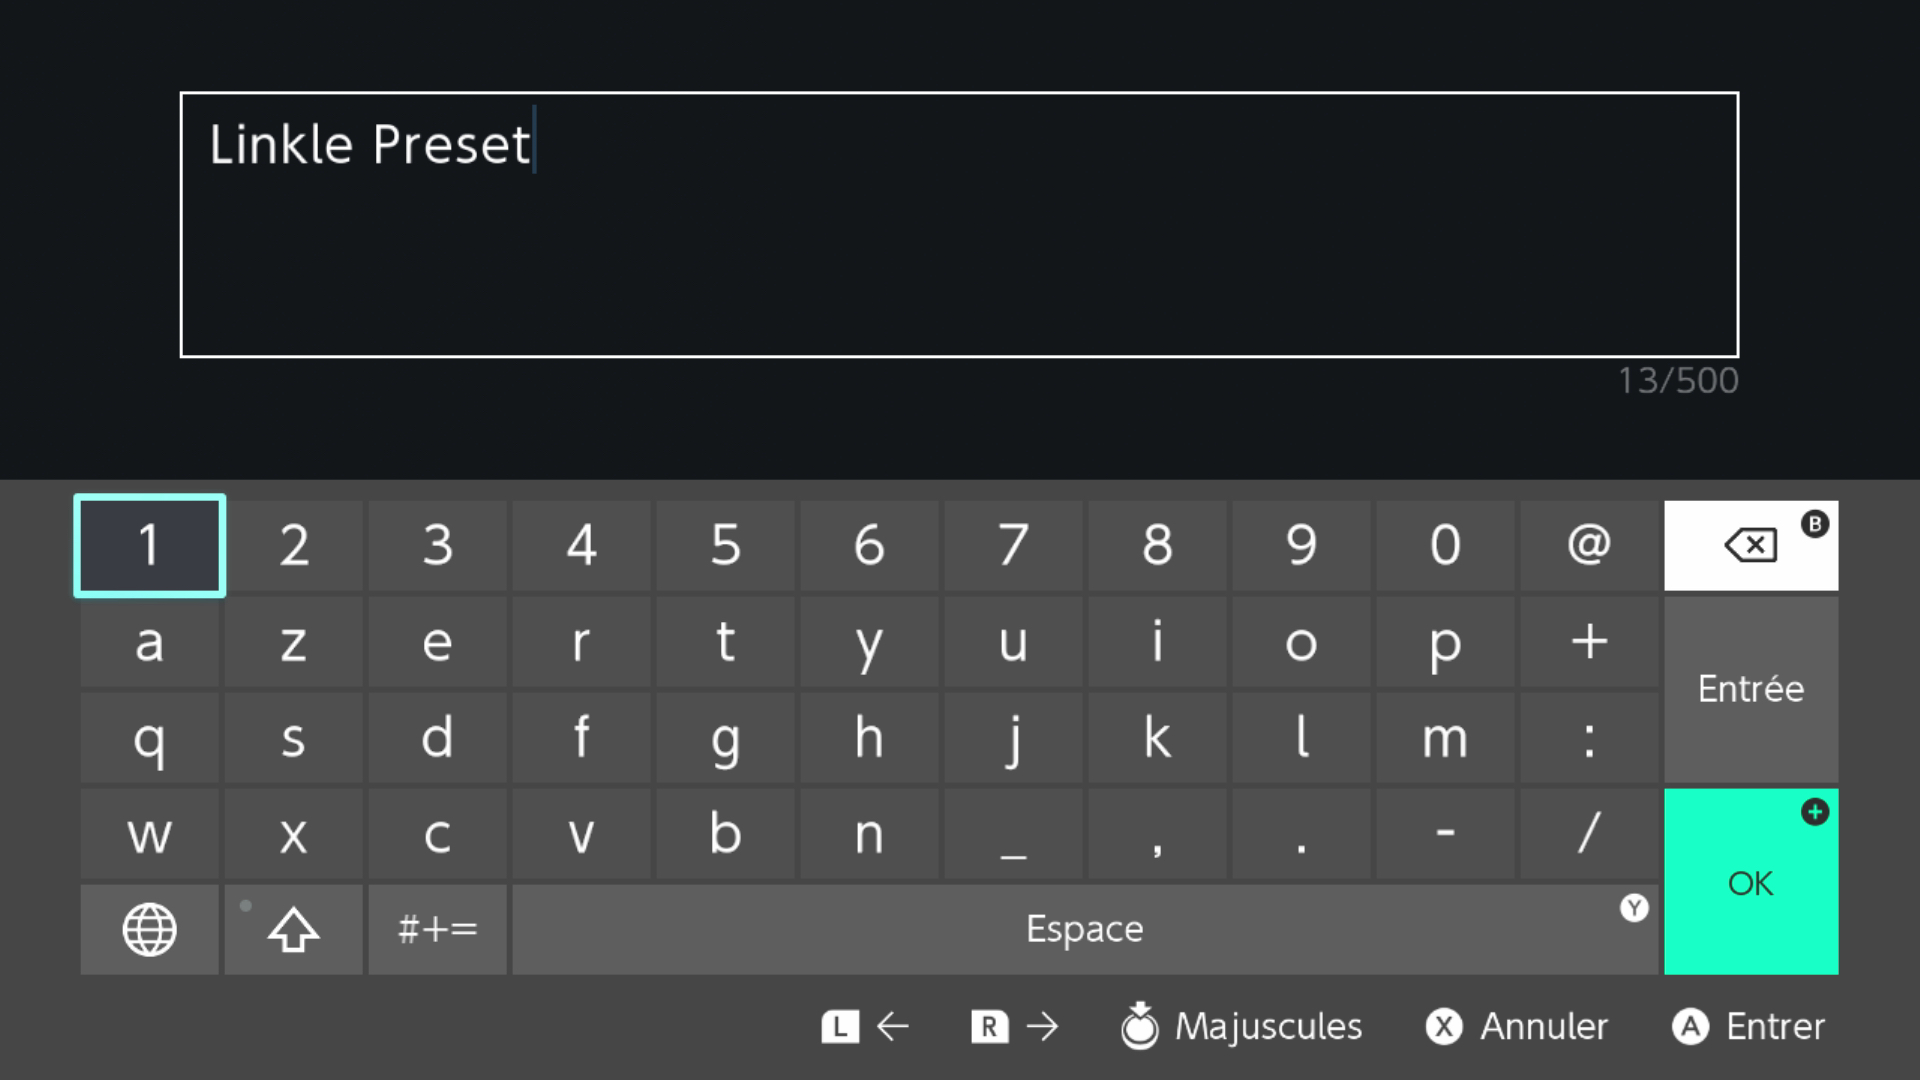 Linkle Preset
13/500
1 2 3 4 5 6 7 8 9 0 @ B
a z e r t y u i o p +
Entrée
q s d f g h j k l m :
w x c v b n _ , . - / +
OK
#+= Espace Y
L ← R → Majuscules X Annuler A Entrer